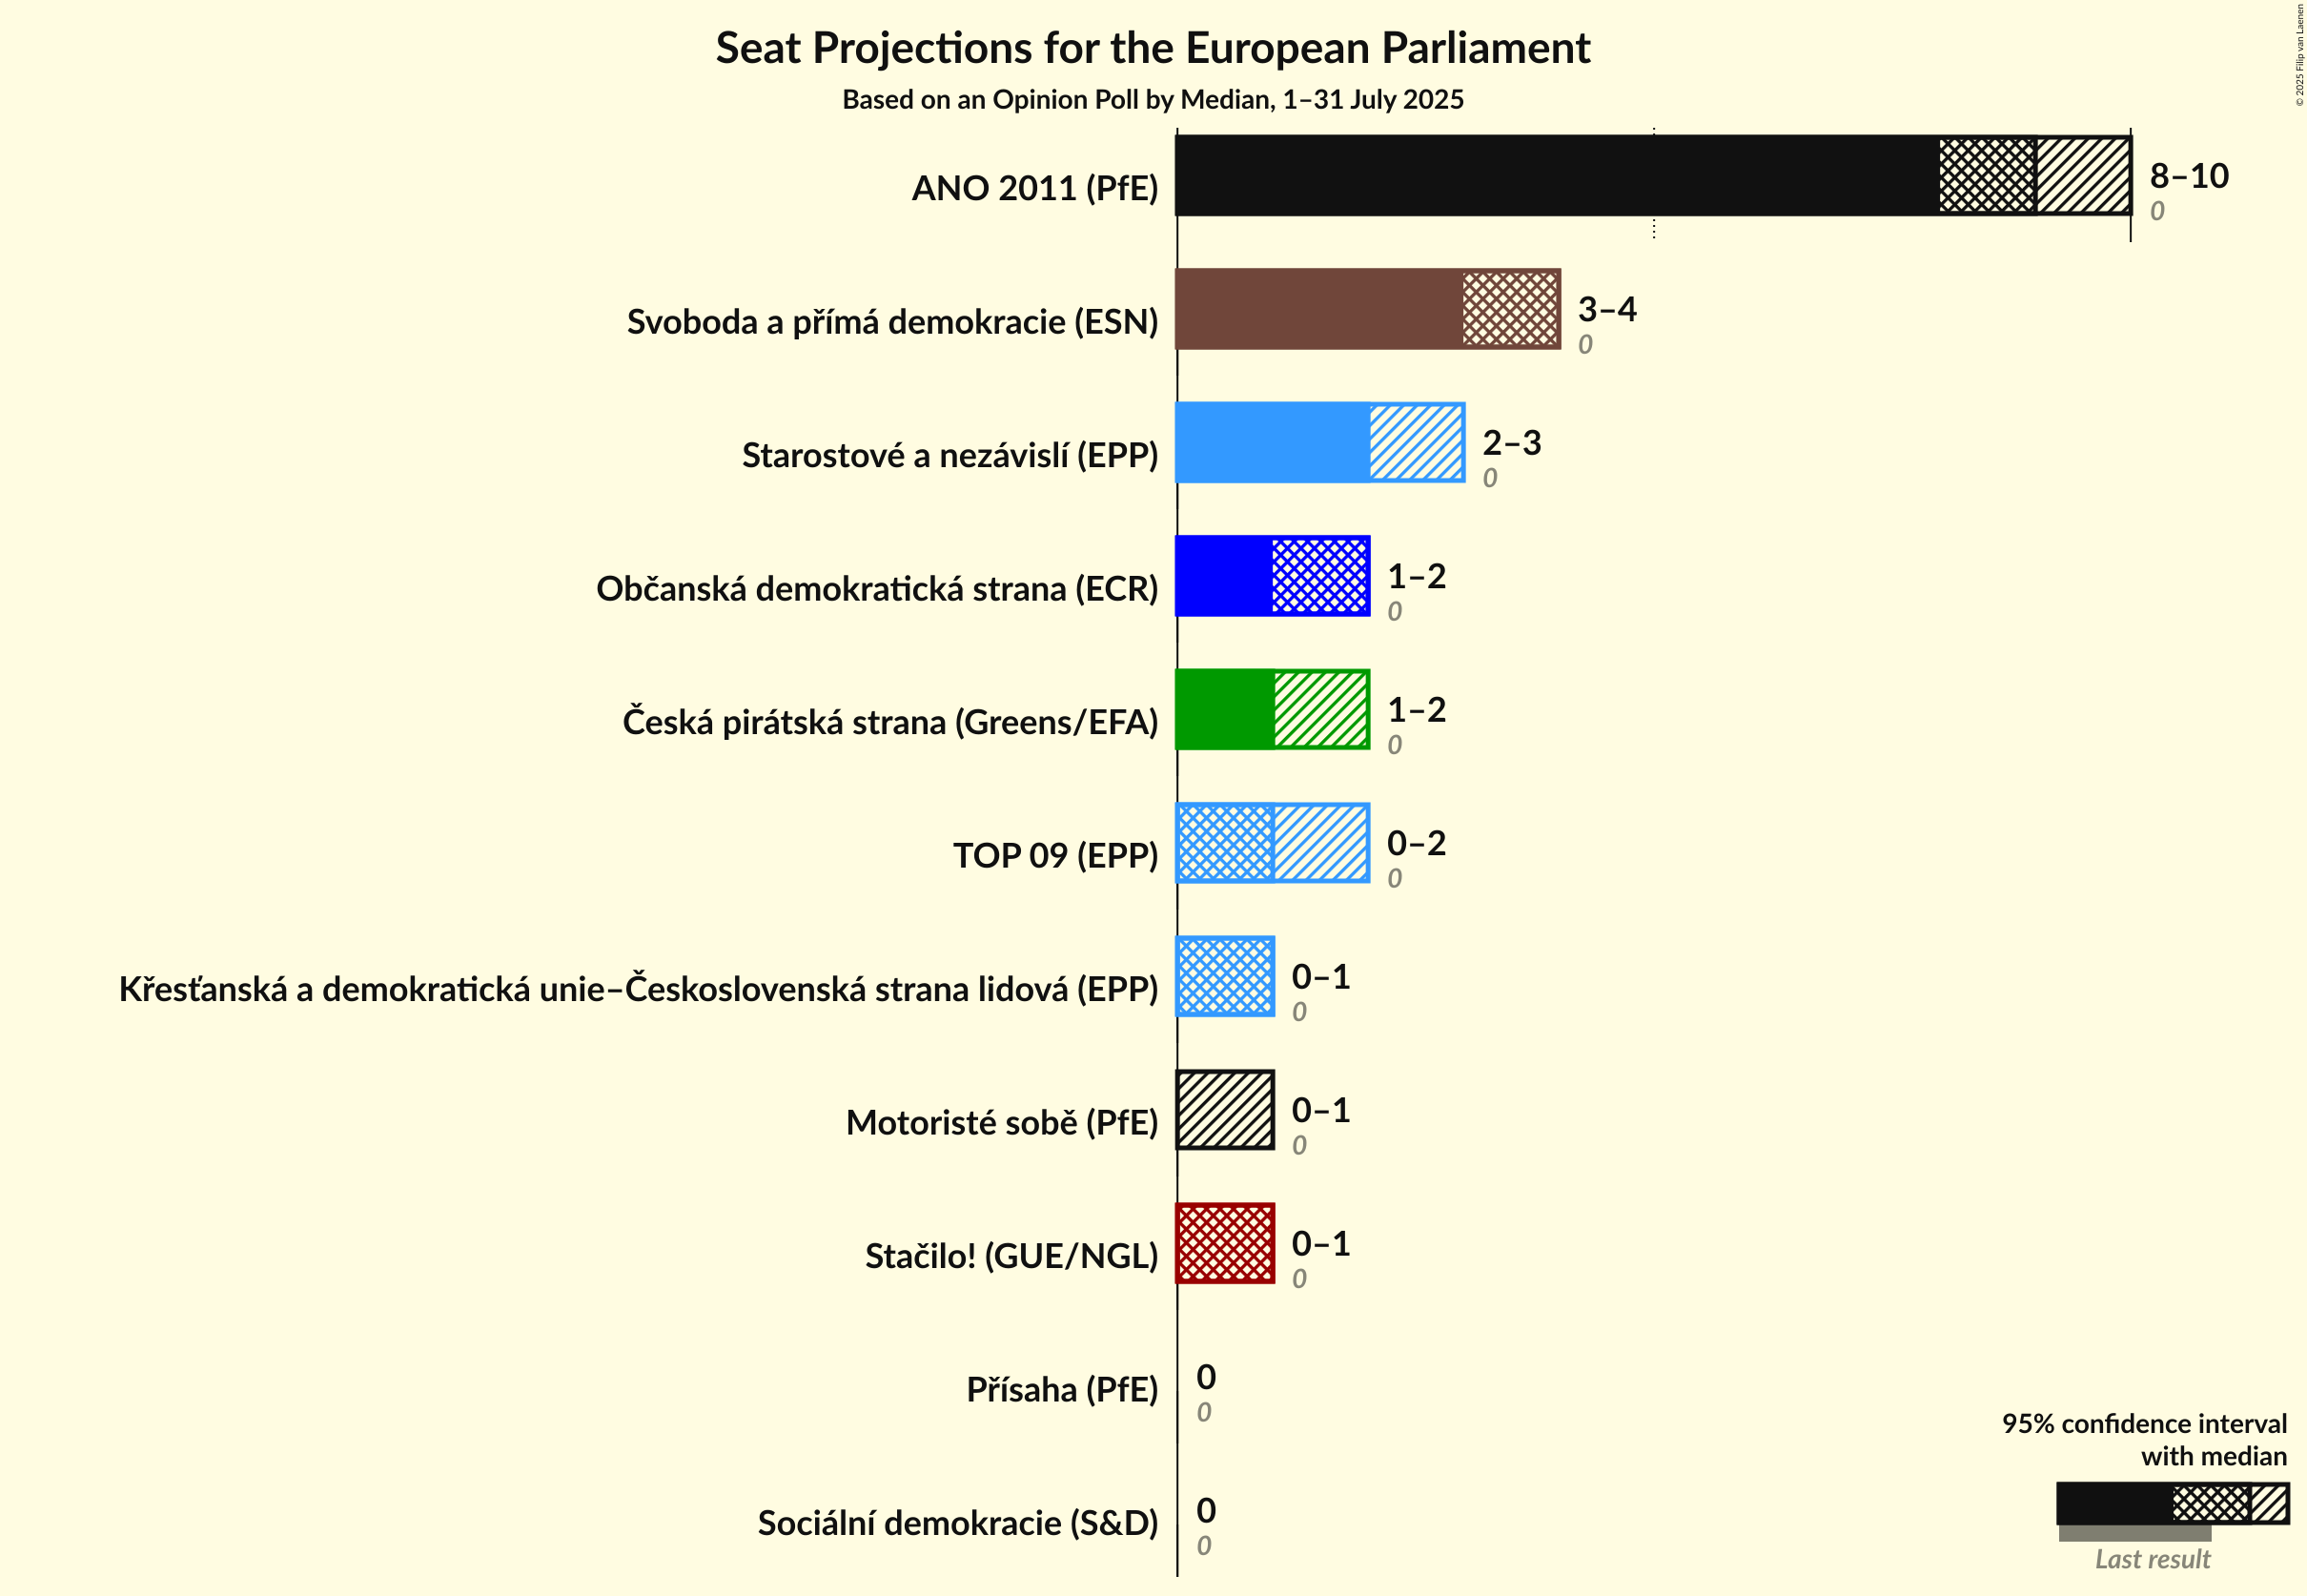 Seat Projections for the European Parliament
Based on an Opinion Poll by Median, 1–31 July 2025
© 2025 Filip van Laenen
ANO 2011 (PfE)
8–10
0
Svoboda a přímá demokracie (ESN)
3–4
0
Starostové a nezávislí (EPP)
2–3
0
Občanská demokratická strana (ECR)
1–2
0
Česká pirátská strana (Greens/EFA)
1–2
0
TOP 09 (EPP)
0–2
0
Křesťanská a demokratická unie–Československá strana lidová (EPP)
0–1
0
Motoristé sobě (PfE)
0–1
0
Stačilo! (GUE/NGL)
0–1
0
Přísaha (PfE)
0
0
Sociální demokracie (S&D)
0
0
95% confidence interval
with median
Last result